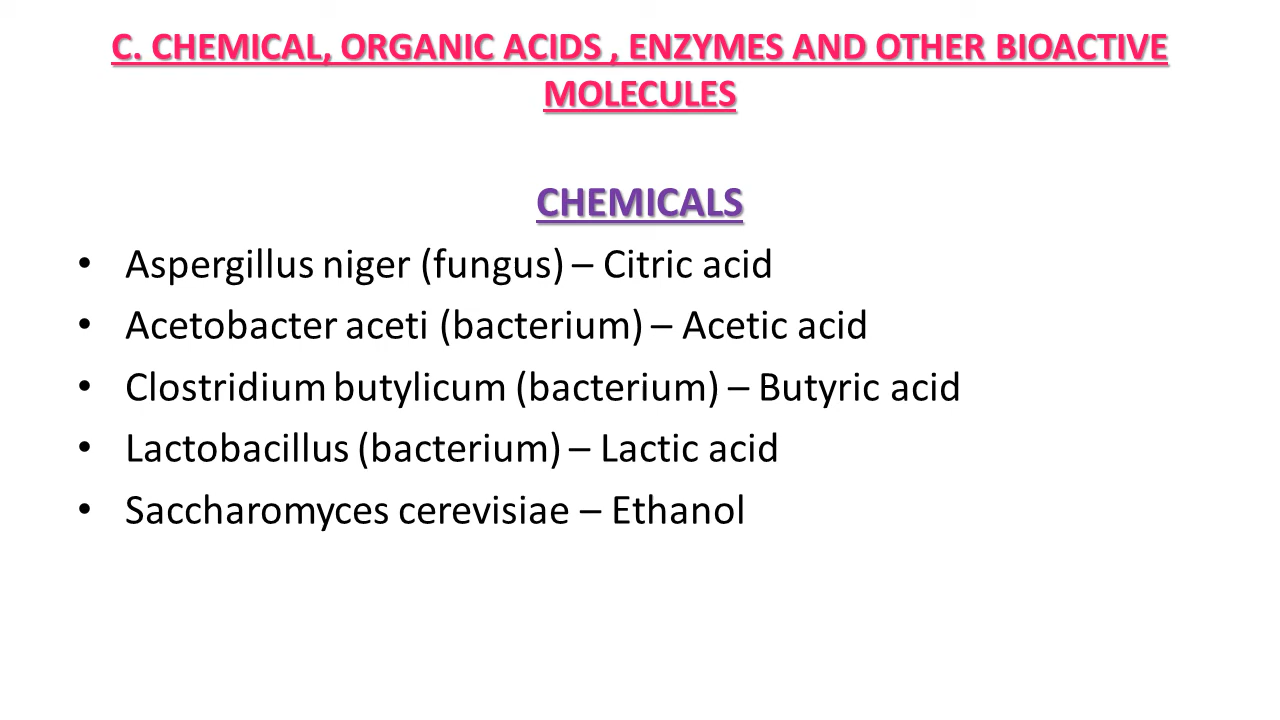 C. CHEMICAL, ORGANIC ACIDS , ENZYMES AND OTHER BIOACTIVE
MOLECULES
CHEMICALS
• Aspergillus niger (fungus) – Citric acid
• Acetobacter aceti (bacterium) – Acetic acid
• Clostridium butylicum (bacterium) – Butyric acid
• Lactobacillus (bacterium) – Lactic acid
• Saccharomyces cerevisiae – Ethanol